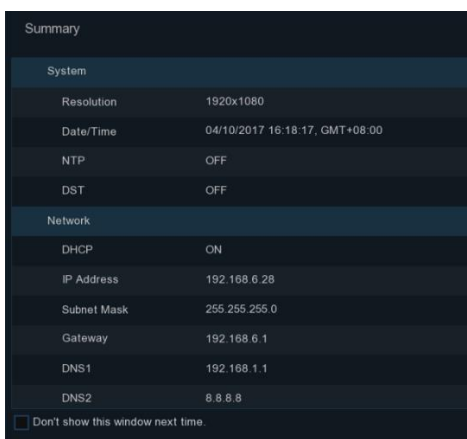 Summary
System
Resolution 1920x1080
Date/Time 04/10/2017 16:18:17, GMT+08:00
NTP OFF
DST OFF
Network
DHCP ON
IP Address 192.168.6.28
Subnet Mask 255.255.255.0
Gateway 192.168.6.1
DNS1 192.168.1.1
DNS2 8.8.8.8
Don't show this window next time.